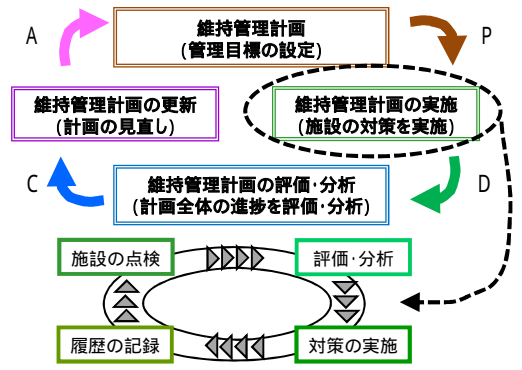 A
維持管理計画
(管理目標の設定)
P
維持管理計画の更新
(計画の見直し)
維持管理計画の実施
(施設の対策を実施)
C
維持管理計画の評価･分析
(計画全体の進捗を評価･分析)
D
施設の点検
評価･分析
履歴の記録
対策の実施